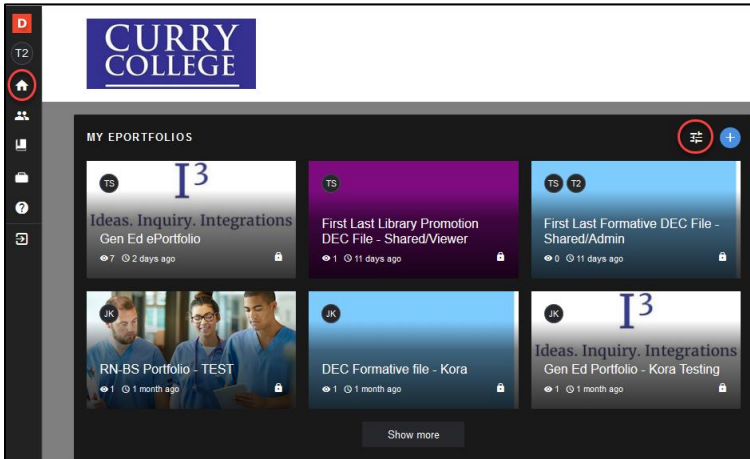 D
T2
CURRY
COLLEGE
MY EPORTFOLIOS
TS
I3
Ideas. Inquiry. Integrations
Gen Ed ePortfolio
7 2 days ago
TS
First Last Library Promotion
DEC File - Shared/Viewer
1 11 days ago
TS T2
First Last Formative DEC File -
Shared/Admin
0 11 days ago
JK
RN-BS Portfolio - TEST
1 1 month ago
JK
DEC Formative file - Kora
1 1 month ago
JK
I3
Ideas. Inquiry. Integrations
Gen Ed Portfolio - Kora Testing
1 1 month ago
Show more